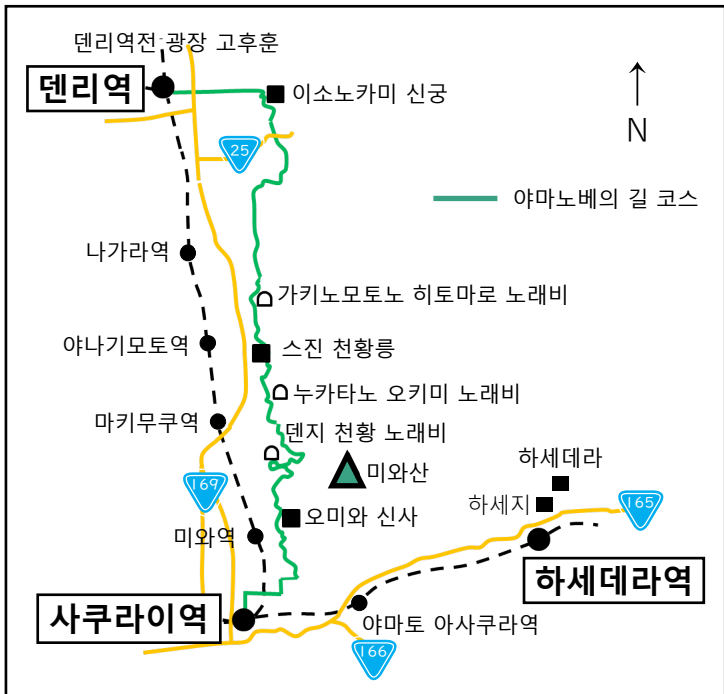 덴리역전 광장 고후훈
덴리역
이소노카미 신궁
N
25
야마노베의 길 코스
나가라역
가키노모토노 히토마로 노래비
야나기모토역
스진 천황릉
누카타노 오키미 노래비
마키무쿠역
덴지 천황 노래비
하세데라
미와산
169
하세지
165
오미와 신사
미와역
하세데라역
사쿠라이역
야마토 아사쿠라역
166